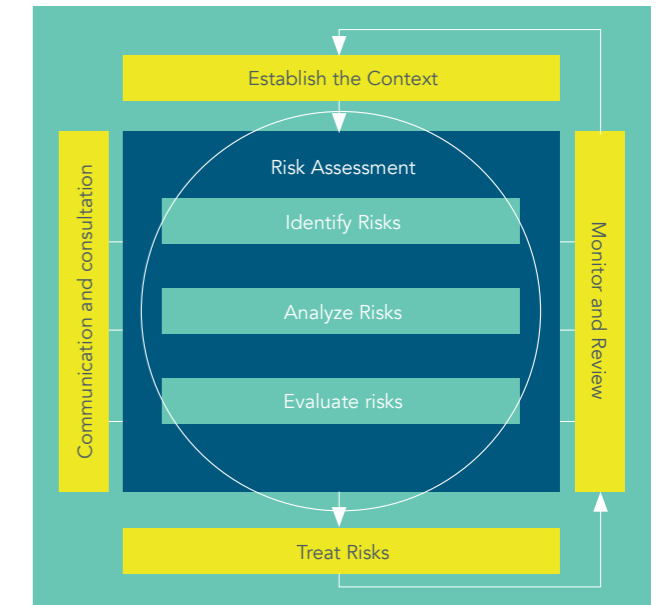 Establish the Context
Communication and consultation
Risk Assessment
Identify Risks
Analyze Risks
Evaluate risks
Monitor and Review
Treat Risks